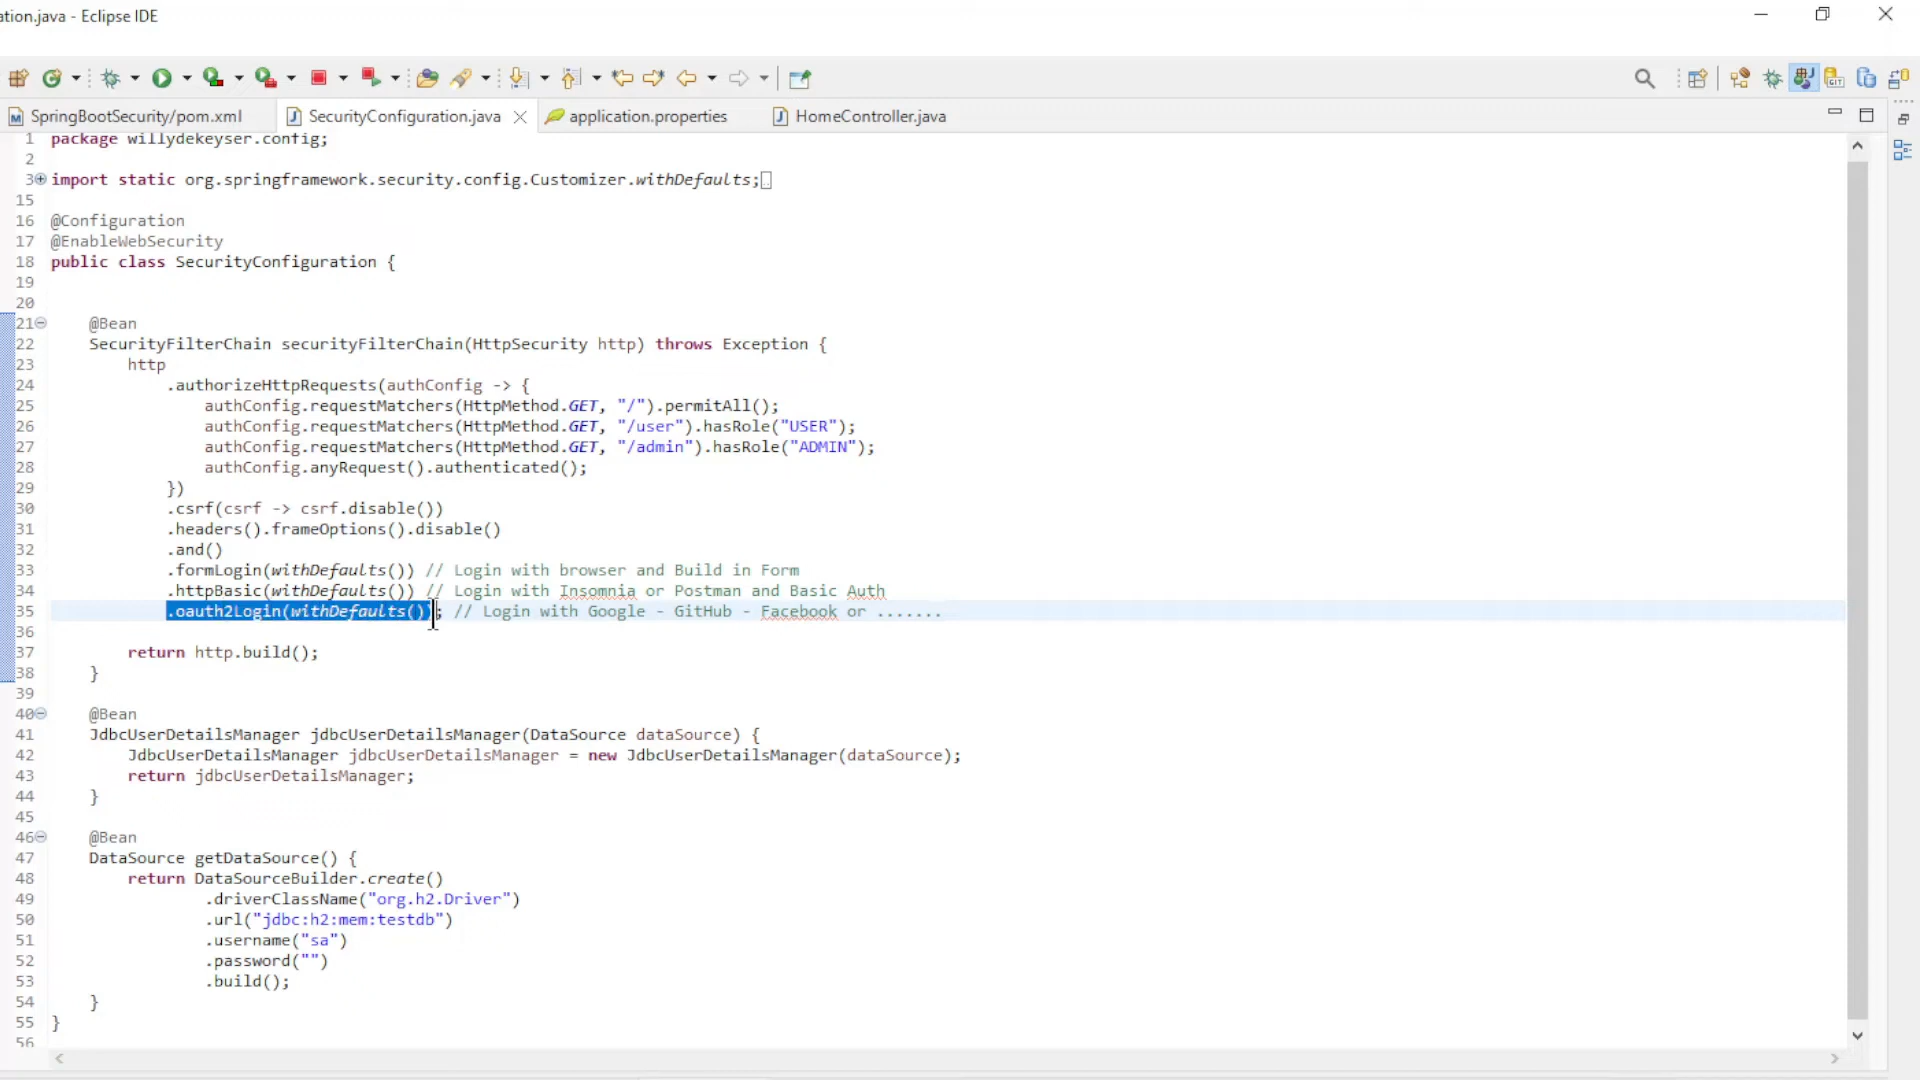 ation.java - Eclipse IDE
SpringBootSecurity/pom.xml
SecurityConfiguration.java
application.properties
HomeController.java
1 package willydekeyser.config;
2
3 import static org.springframework.security.config.Customizer.withDefaults;
15
16 @Configuration
17 @EnableWebSecurity
18 public class SecurityConfiguration {
19
20
21 @Bean
22 SecurityFilterChain securityFilterChain(HttpSecurity http) throws Exception {
23 http
24 .authorizeHttpRequests(authConfig -> {
25 authConfig.requestMatchers(HttpMethod.GET, "/").permitAll();
26 authConfig.requestMatchers(HttpMethod.GET, "/user").hasRole("USER");
27 authConfig.requestMatchers(HttpMethod.GET, "/admin").hasRole("ADMIN");
28 authConfig.anyRequest().authenticated();
29 })
30 .csrf(csrf -> csrf.disable())
31 .headers().frameOptions().disable()
32 .and()
33 .formLogin(withDefaults()) // Login with browser and Build in Form
34 .httpBasic(withDefaults()) // Login with Insomnia or Postman and Basic Auth
35 .oauth2Login(withDefaults()); // Login with Google - GitHub - Facebook or .......
36
37 return http.build();
38 }
39
40 @Bean
41 JdbcUserDetailsManager jdbcUserDetailsManager(DataSource dataSource) {
42 JdbcUserDetailsManager jdbcUserDetailsManager = new JdbcUserDetailsManager(dataSource);
43 return jdbcUserDetailsManager;
44 }
45
46 @Bean
47 DataSource getDataSource() {
48 return DataSourceBuilder.create()
49 .driverClassName("org.h2.Driver")
50 .url("jdbc:h2:mem:testdb")
51 .username("sa")
52 .password("")
53 .build();
54 }
55 }
56